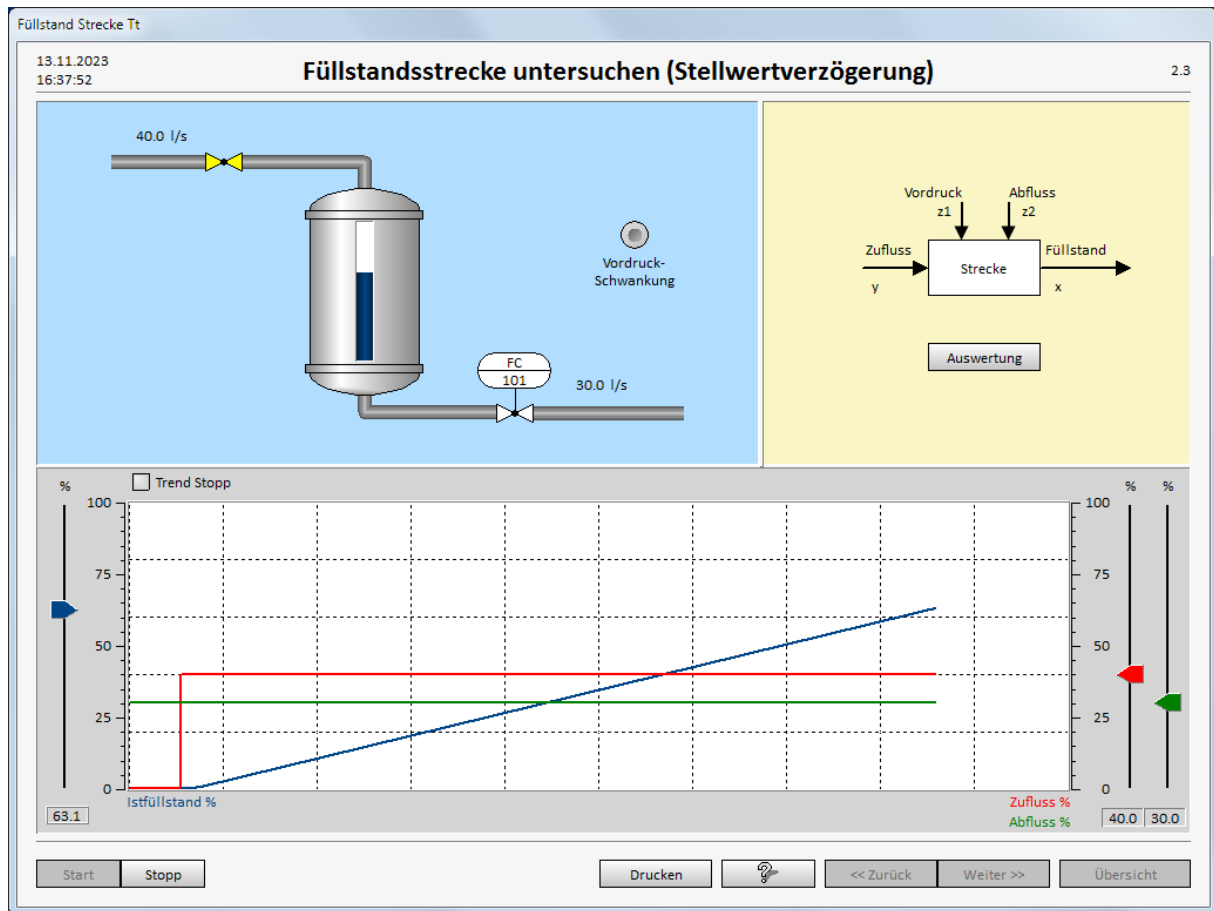 Füllstand Strecke Tt
13.11.2023
16:37:52
Füllstandsstrecke untersuchen (Stellwertverzögerung)
2.3
40.0 l/s
Vordruck-
Schwankung
FC
101
30.0 l/s
Vordruck
z1
Abfluss
z2
Zufluss
y
Strecke
Füllstand
x
Auswertung
%
Trend Stopp
% %
100
75
50
25
0
100
75
50
25
0
Istfüllstand %
Zufluss %
Abfluss %
63.1
40.0 30.0
Start
Stopp
Drucken
?
<< Zurück
Weiter >>
Übersicht